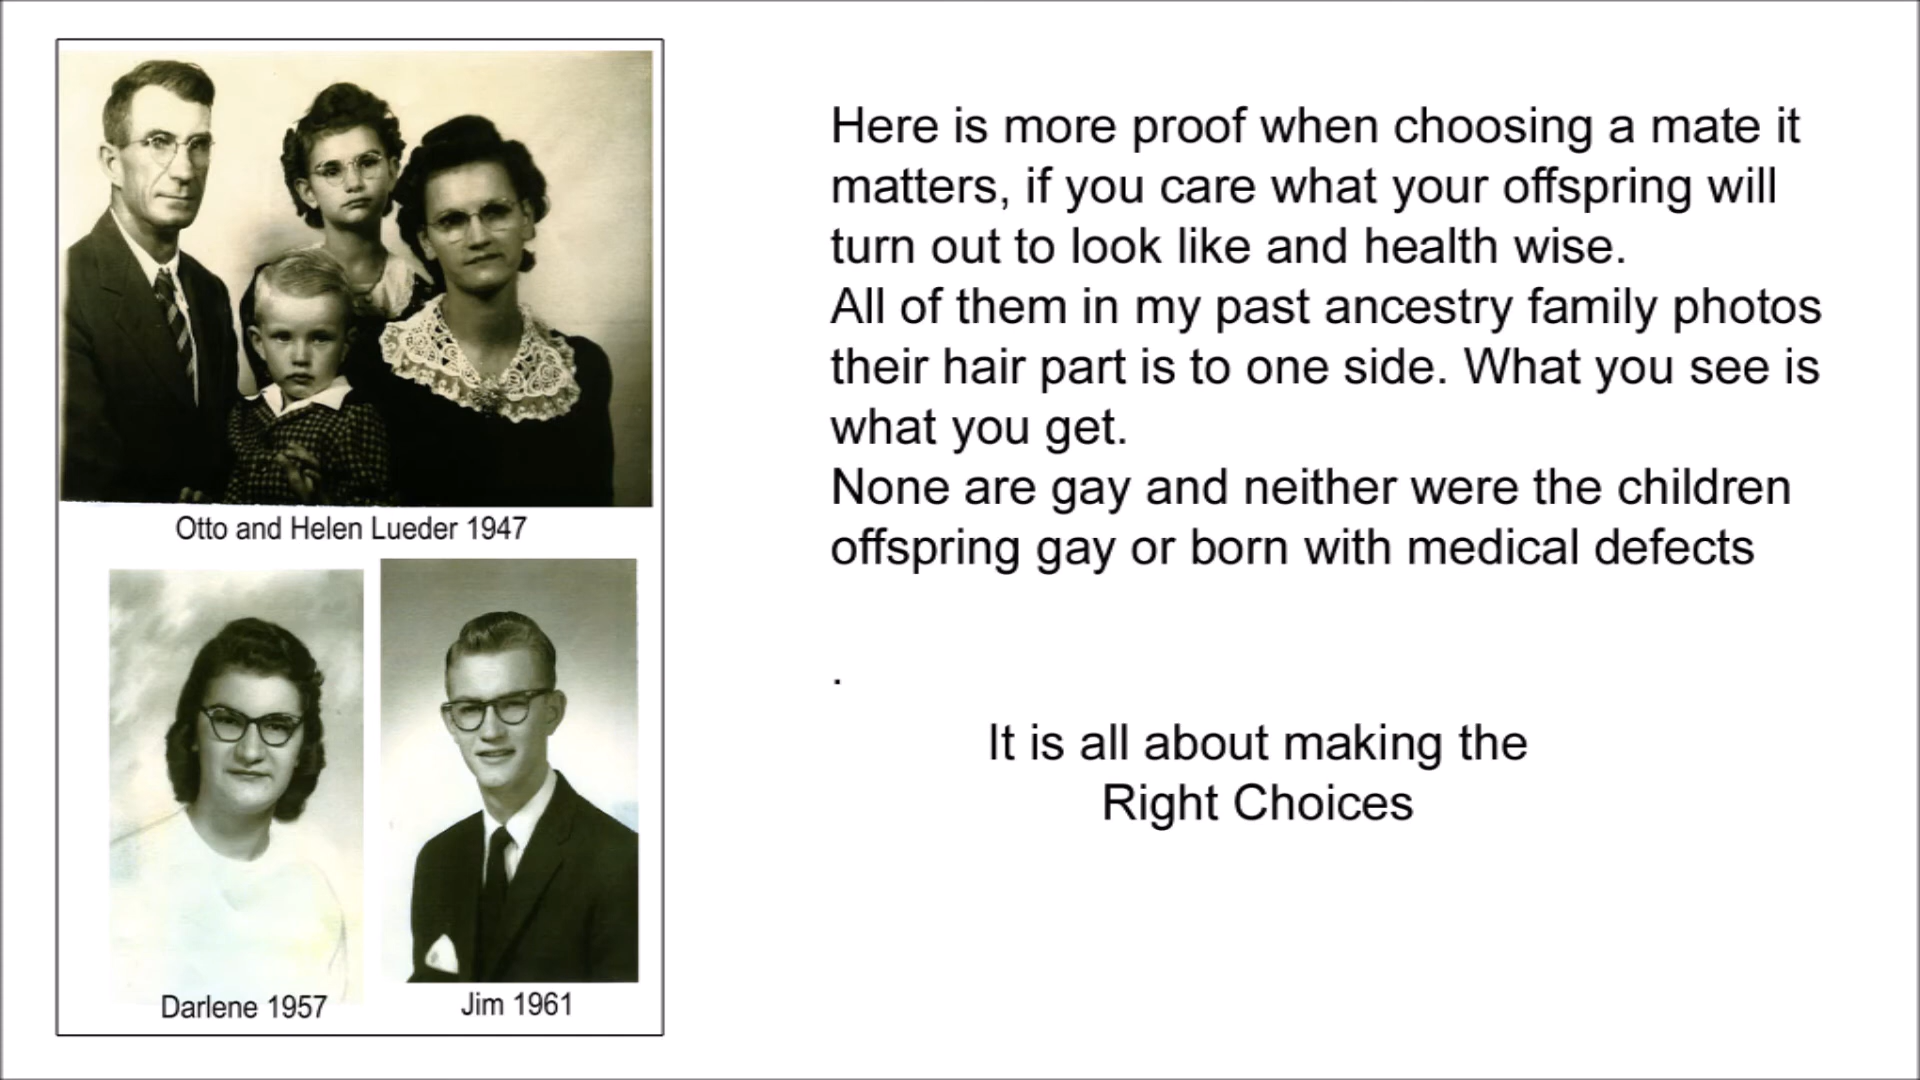 Otto and Helen Lueder 1947
Darlene 1957
Jim 1961
Here is more proof when choosing a mate it
matters, if you care what your offspring will
turn out to look like and health wise.
All of them in my past ancestry family photos
their hair part is to one side. What you see is
what you get.
None are gay and neither were the children
offspring gay or born with medical defects
.
It is all about making the
Right Choices